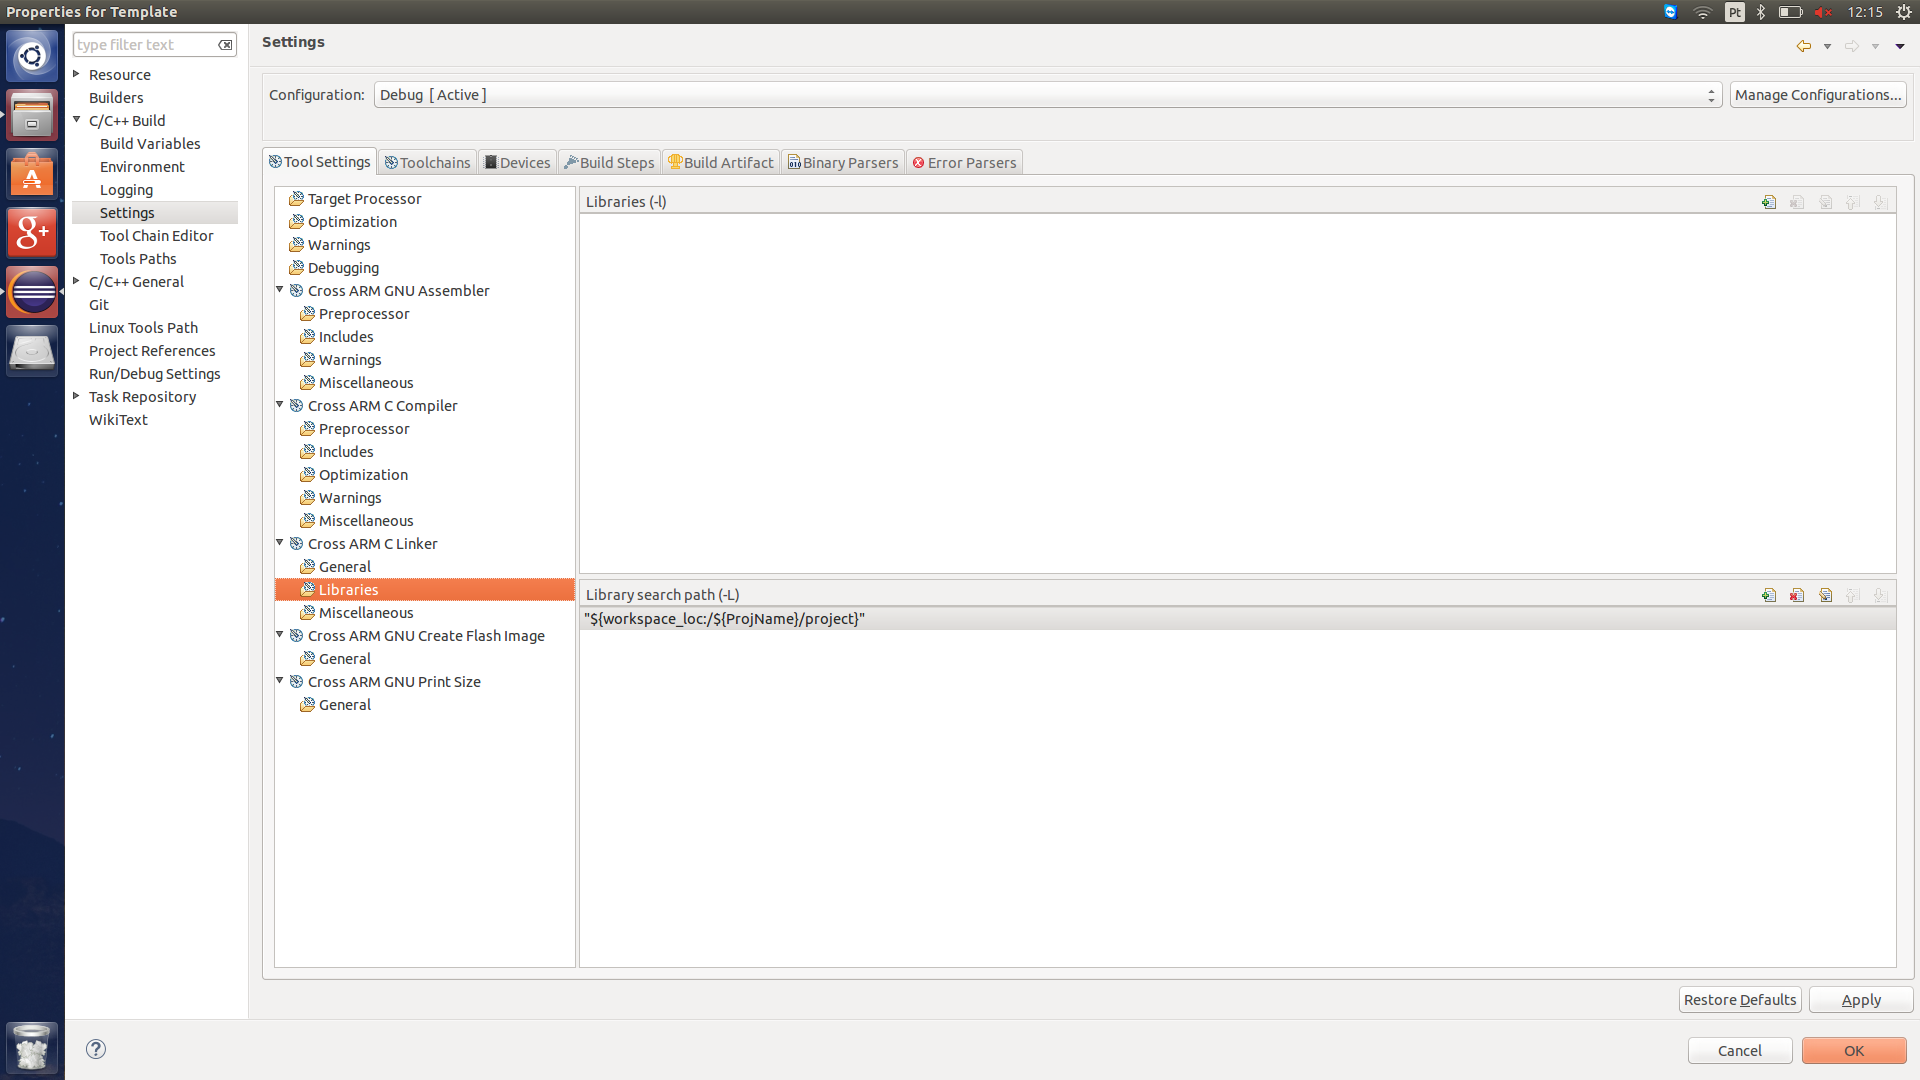 Properties for Template
Pt
12:15
type filter text
Resource
Builders
C/C++ Build
Build Variables
Environment
Logging
Settings
Tool Chain Editor
Tools Paths
C/C++ General
Git
Linux Tools Path
Project References
Run/Debug Settings
Task Repository
WikiText
Settings
Configuration:
Debug [ Active ]
Manage Configurations...
Tool Settings
Toolchains
Devices
Build Steps
Build Artifact
Binary Parsers
Error Parsers
Target Processor
Optimization
Warnings
Debugging
Cross ARM GNU Assembler
Preprocessor
Includes
Warnings
Miscellaneous
Cross ARM C Compiler
Preprocessor
Includes
Optimization
Warnings
Miscellaneous
Cross ARM C Linker
General
Libraries
Miscellaneous
Cross ARM GNU Create Flash Image
General
Cross ARM GNU Print Size
General
Libraries (-l)
Library search path (-L)
"${workspace_loc:/${ProjName}/project}"
Restore Defaults
Apply
Cancel
OK
g+